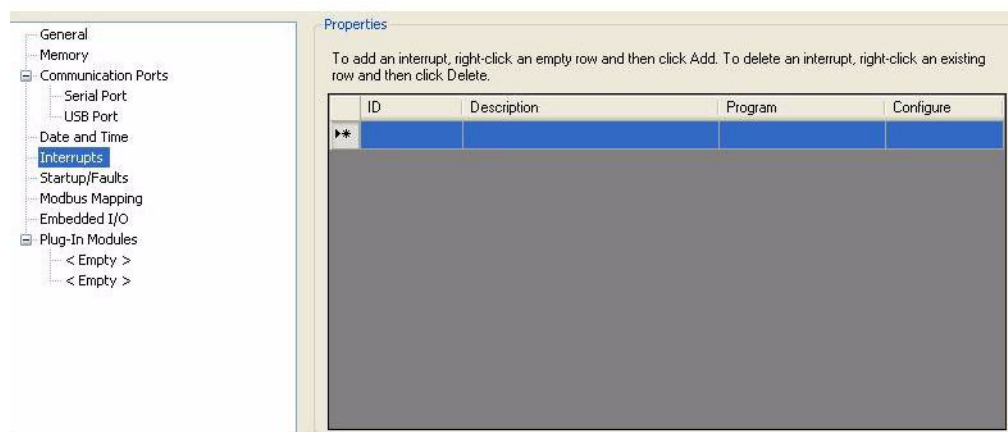 General
Memory
Communication Ports
Serial Port
USB Port
Date and Time
Interrupts
Startup/Faults
Modbus Mapping
Embedded I/O
Plug-In Modules
< Empty >
< Empty >
Properties
To add an interrupt, right-click an empty row and then click Add. To delete an interrupt, right-click an existing
row and then click Delete.
ID Description Program Configure